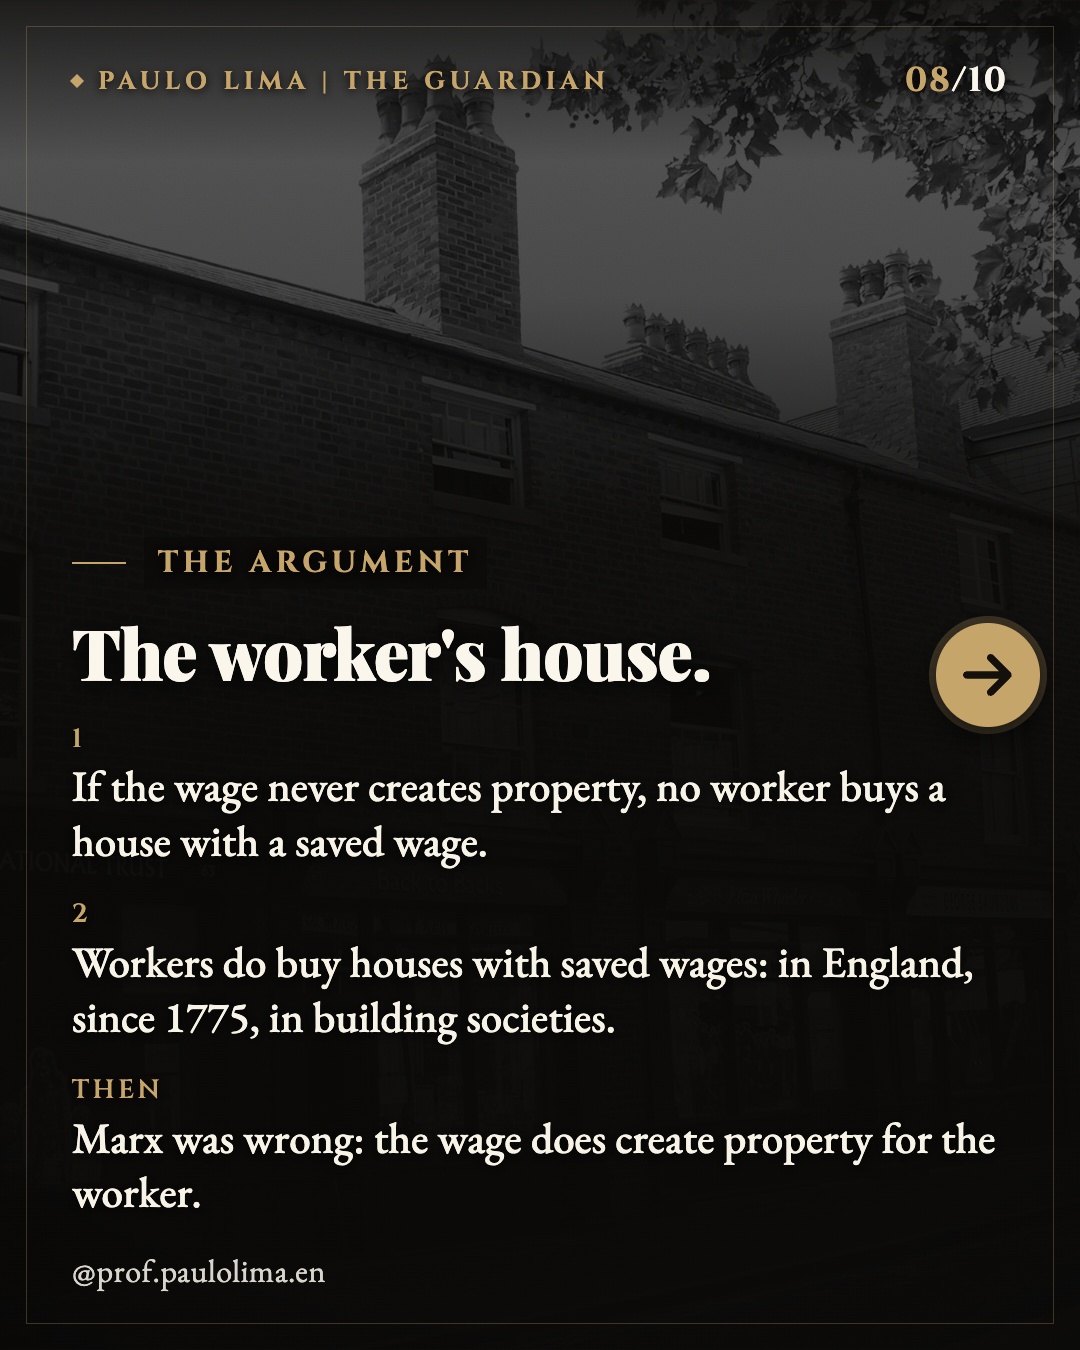 ◆ PAULO LIMA | THE GUARDIAN
08/10
THE ARGUMENT
The worker's house.
1
If the wage never creates property, no worker buys a
house with a saved wage.
2
Workers do buy houses with saved wages: in England,
since 1775, in building societies.
THEN
Marx was wrong: the wage does create property for the
worker.
@prof.paulolima.en